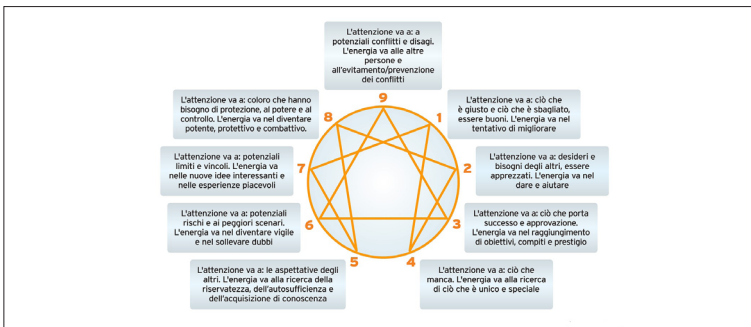 L'attenzione va a: a
potenziali conflitti e disagi.
L'energia va alle altre
persone e
all'evitamento/prevenzione
dei conflitti
9
L'attenzione va a: coloro che hanno
bisogno di protezione, al potere e al
controllo. L'energia va nel diventare
potente, protettivo e combattivo.
8
1
L'attenzione va a: ciò che
è giusto e ciò che è sbagliato,
essere buoni. L'energia va nel
tentativo di migliorare
L'attenzione va a: potenziali
limiti e vincoli. L'energia va
nelle nuove idee interessanti e
nelle esperienze piacevoli
7
2
L'attenzione va a: desideri e
bisogni degli altri, essere
apprezzati. L'energia va nel
dare e aiutare
L'attenzione va a: potenziali
rischi e ai peggiori scenari.
L'energia va nel diventare vigile
e nel sollevare dubbi
6
3
L'attenzione va a: ciò che porta
successo e approvazione.
L'energia va nel raggiungimento
di obiettivi, compiti e prestigio
5
4
L'attenzione va a: le aspettative degli
altri. L'energia va alla ricerca della
riservatezza, dell'autosufficienza e
dell'acquisizione di conoscenza
L'attenzione va a: ciò che
manca. L'energia va alla ricerca
di ciò che è unico e speciale